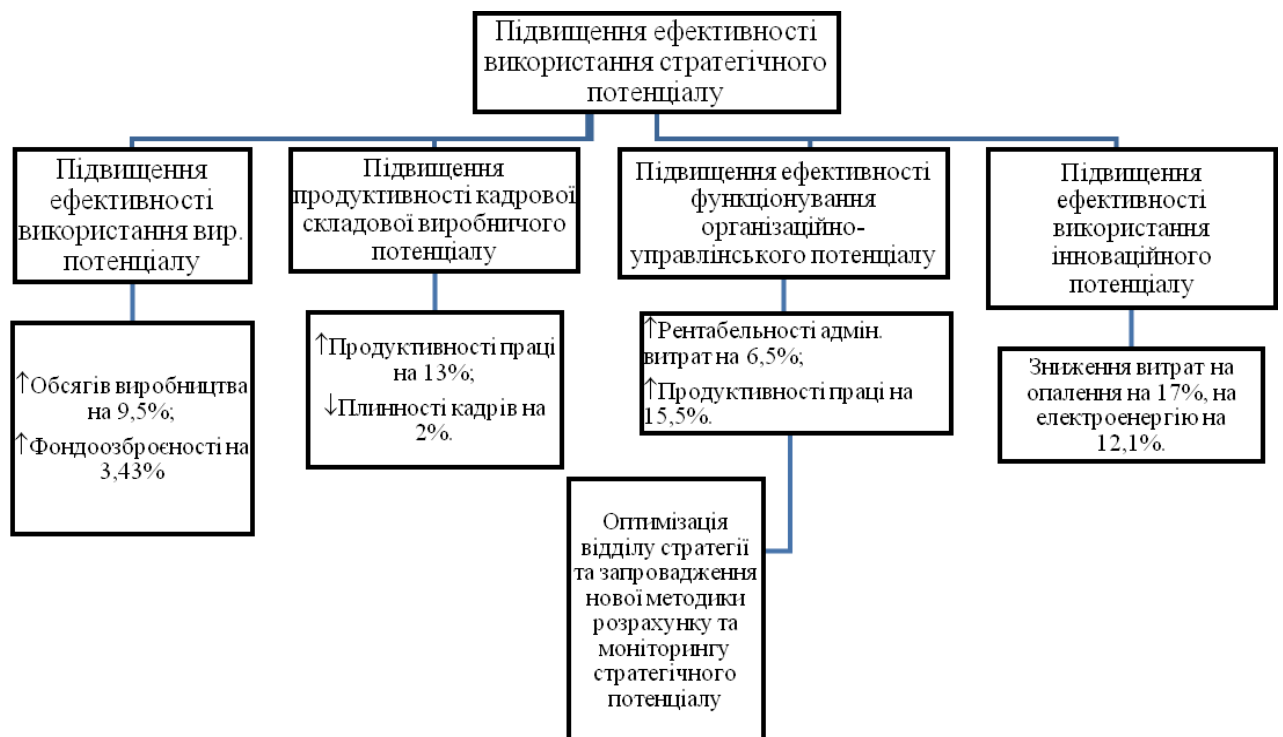 Підвищення ефективності
використання стратегічного
потенціалу
Підвищення
ефективності
використання вир.
потенціалу
Підвищення
продуктивності кадрової
складової виробничого
потенціалу
Підвищення ефективності
функціонування
організаційно-
управлінського потенціалу
Підвищення
ефективності
використання
інноваційного
потенціалу
↑Обсягів виробництва
на 9,5%;
↑Фондоозброєності на
3,43%
↑Продуктивності праці
на 13%;
↓Плинності кадрів на
2%.
↑Рентабельності адмін.
витрат на 6,5%;
↑Продуктивності праці на
15,5%.
Зниження витрат на
опалення на 17%, на
електроенергію на
12,1%.
Оптимізація
відділу стратегії
та запровадження
нової методики
розрахунку та
моніторингу
стратегічного
потенціалу